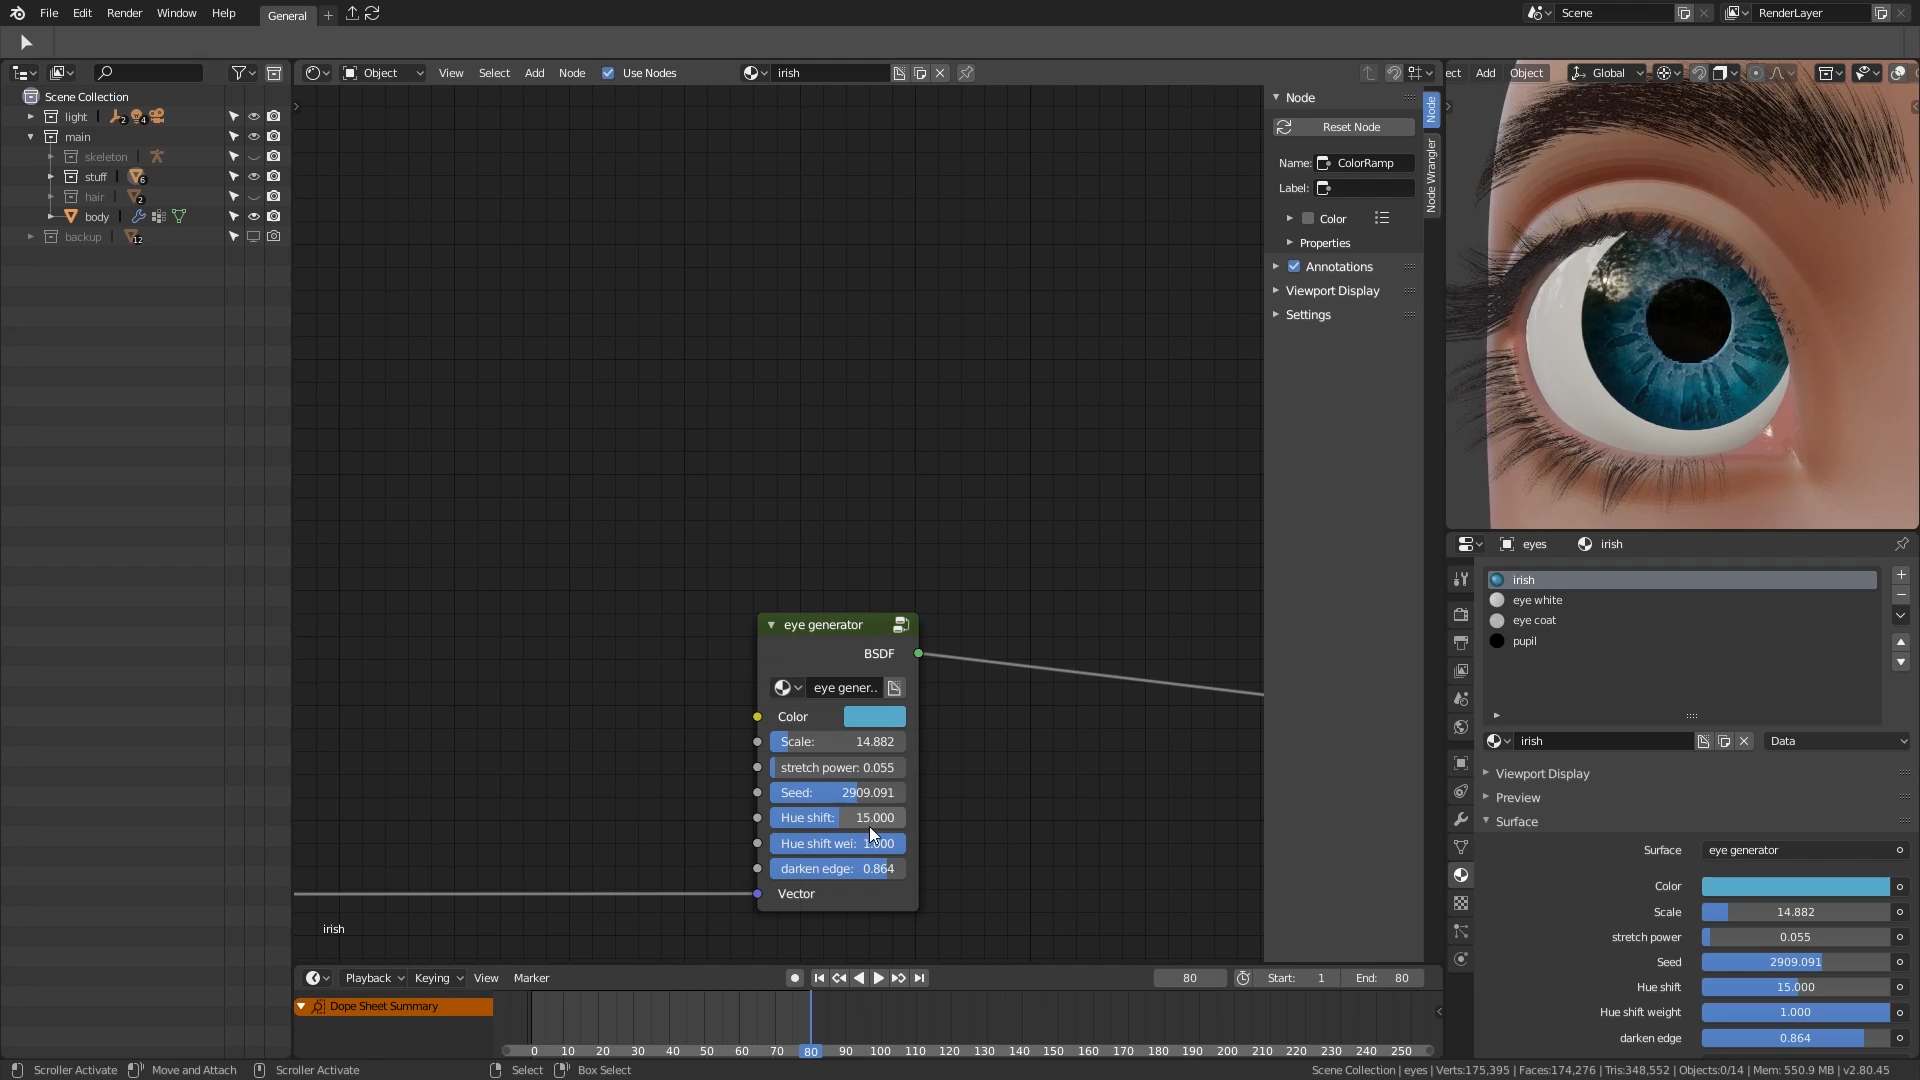 File Edit Render Window Help General Scene RenderLayer
Object View Select Add Node Use Nodes irish ect Add Object Global
Scene Collection
light 2 4
main
skeleton
stuff 6
hair 2
body
backup 12
Node
Reset Node
Name: ColorRamp
Label:
Color
Properties
Annotations
Viewport Display
Settings
Node
Node Wrangler
eye generator
BSDF
eye gener..
Color
Scale: 14.882
stretch power: 0.055
Seed: 2909.091
Hue shift: 15.000
Hue shift wei: 1.000
darken edge: 0.864
Vector
irish
eyes irish
irish
eye white
eye coat
pupil
irish Data
Viewport Display
Preview
Surface
Surface eye generator
Color
Scale 14.882
stretch power 0.055
Seed 2909.091
Hue shift 15.000
Hue shift weight 1.000
darken edge 0.864
Playback Keying View Marker 80 Start: 1 End: 80
Dope Sheet Summary
0 10 20 30 40 50 60 70 80 90 100 110 120 130 140 150 160 170 180 190 200 210 220 230 240 250
Scroller Activate Move and Attach Scroller Activate Select Box Select Scene Collection | eyes | Verts:175,395 | Faces:174,276 | Tris:348,552 | Objects:0/14 | Mem: 550.9 MB | v2.80.45